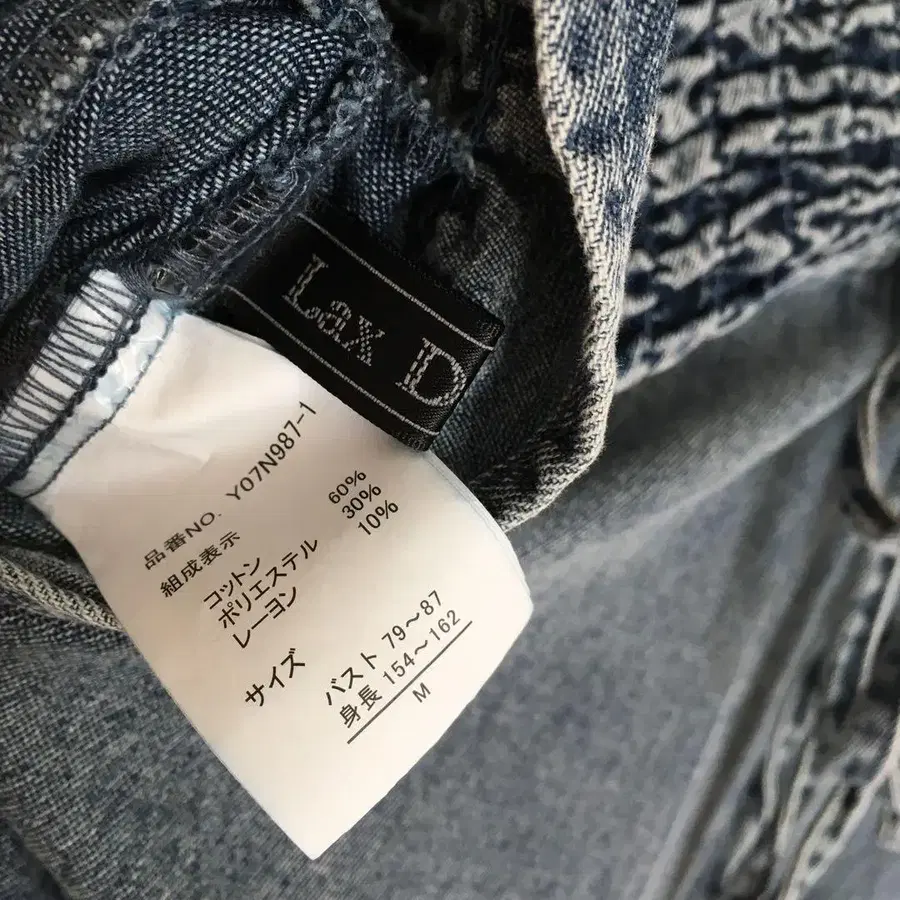 Lax D
品番NO. Y07N987-1
組成表示
コットン 60%
ポリエステル 30%
レーヨン 10%
サイズ
バスト 79～87
身長 154～162
M